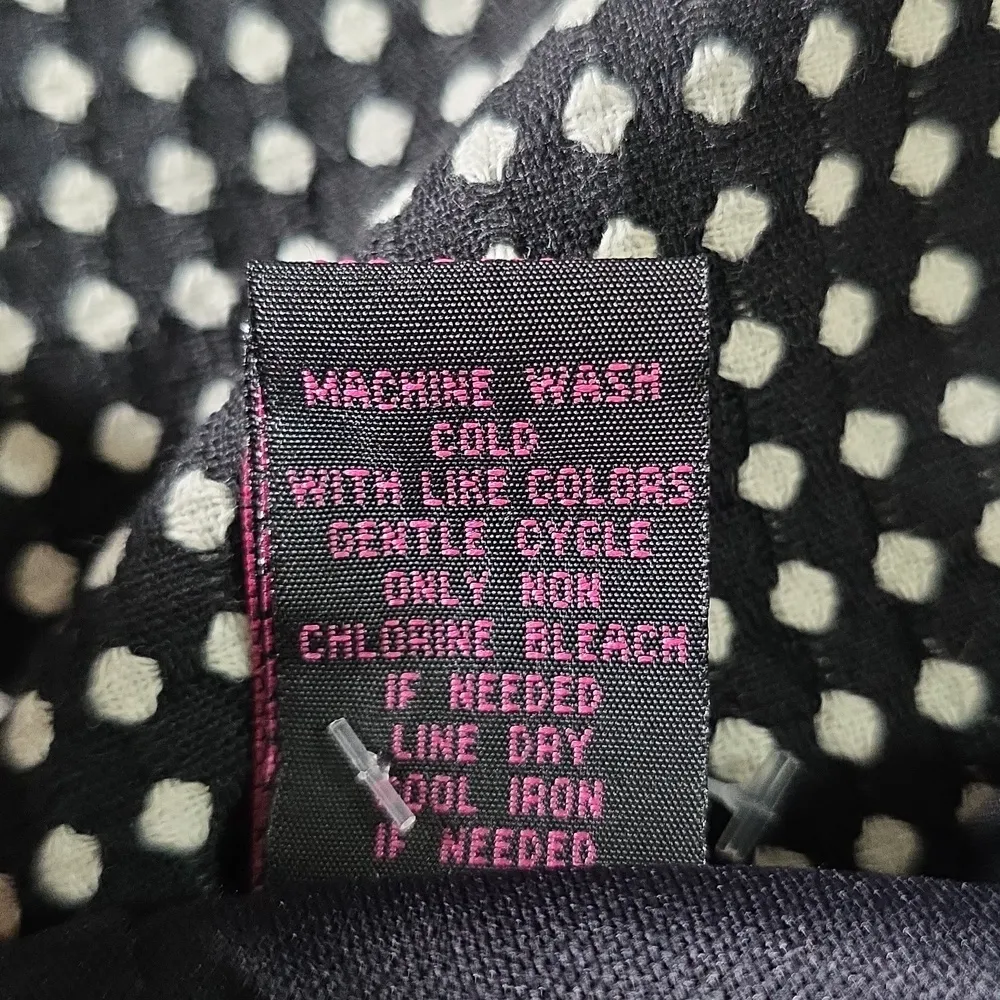 MACHINE WASH
COLD
WITH LIKE COLORS
GENTLE CYCLE
ONLY NON
CHLORINE BLEACH
IF NEEDED
LINE DRY
COOL IRON
IF NEEDED